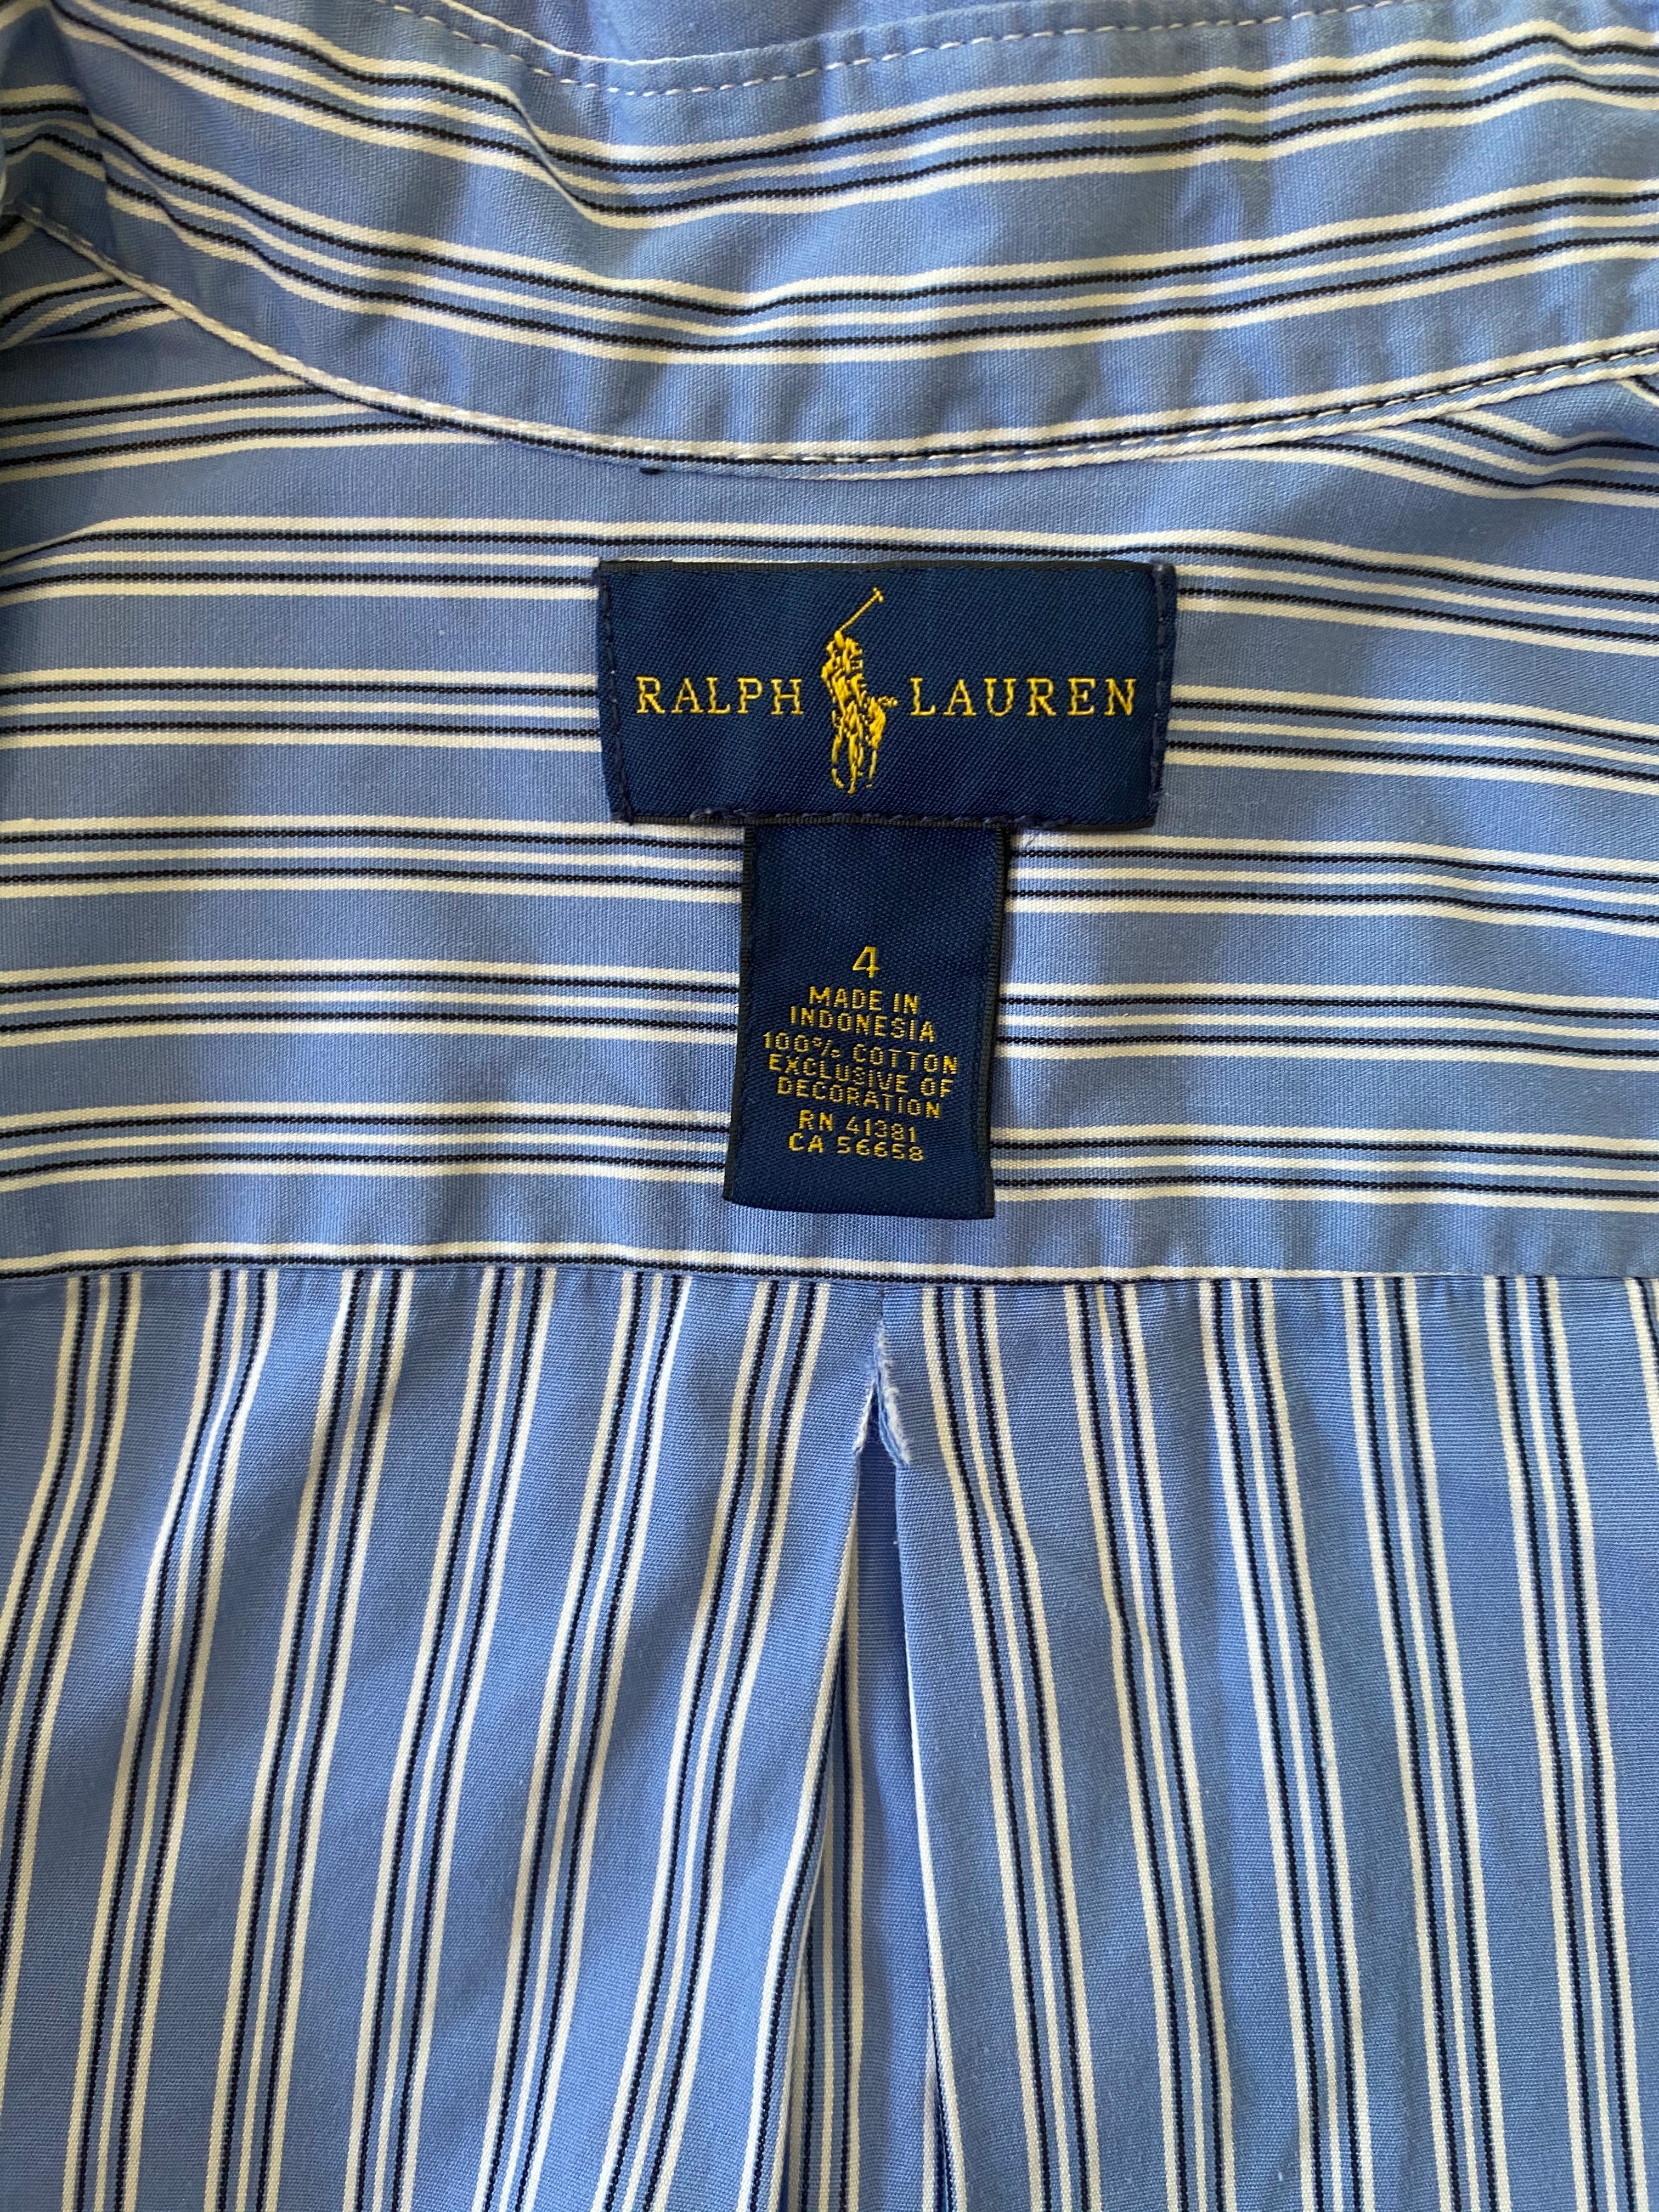 RALPH LAUREN
4
MADE IN
INDONESIA
100% COTTON
EXCLUSIVE OF
DECORATION
RN 41381
CA 56658